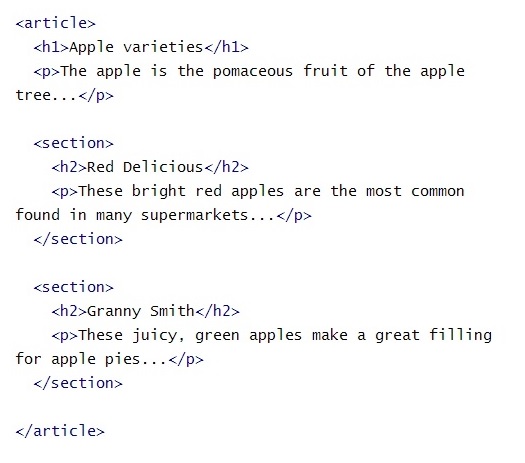 <article>
<h1>Apple varieties</h1>
<p>The apple is the pomaceous fruit of the apple
tree...</p>
<section>
<h2>Red Delicious</h2>
<p>These bright red apples are the most common
found in many supermarkets...</p>
</section>
<section>
<h2>Granny Smith</h2>
<p>These juicy, green apples make a great filling
for apple pies...</p>
</section>
</article>